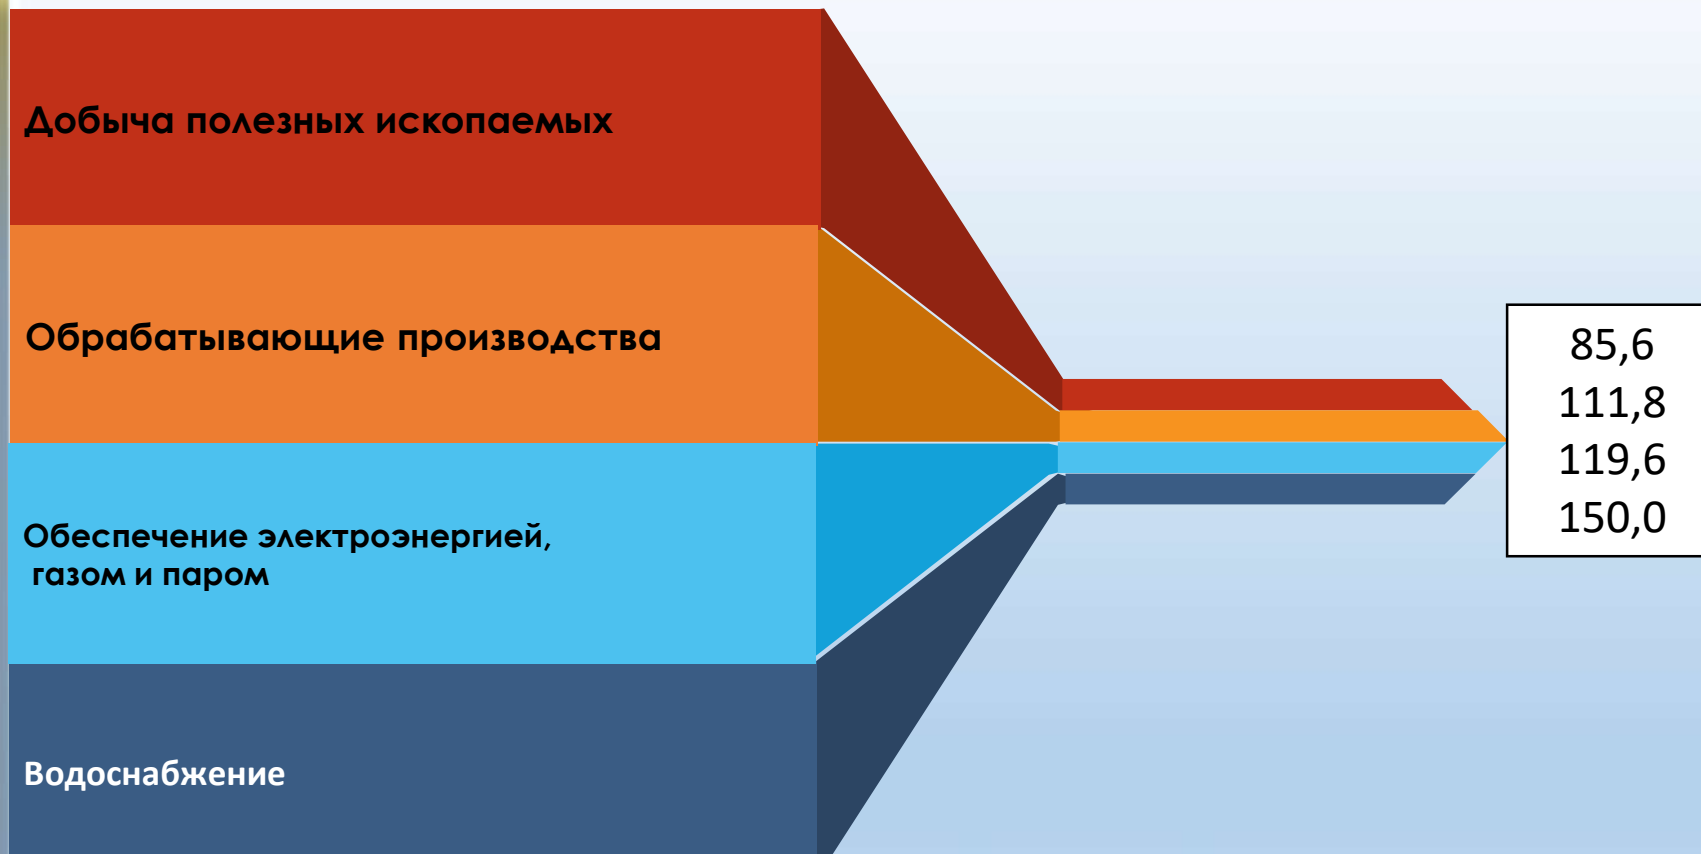 Добыча полезных ископаемых
Обрабатывающие производства
Обеспечение электроэнергией,
газом и паром
Водоснабжение
85,6
111,8
119,6
150,0